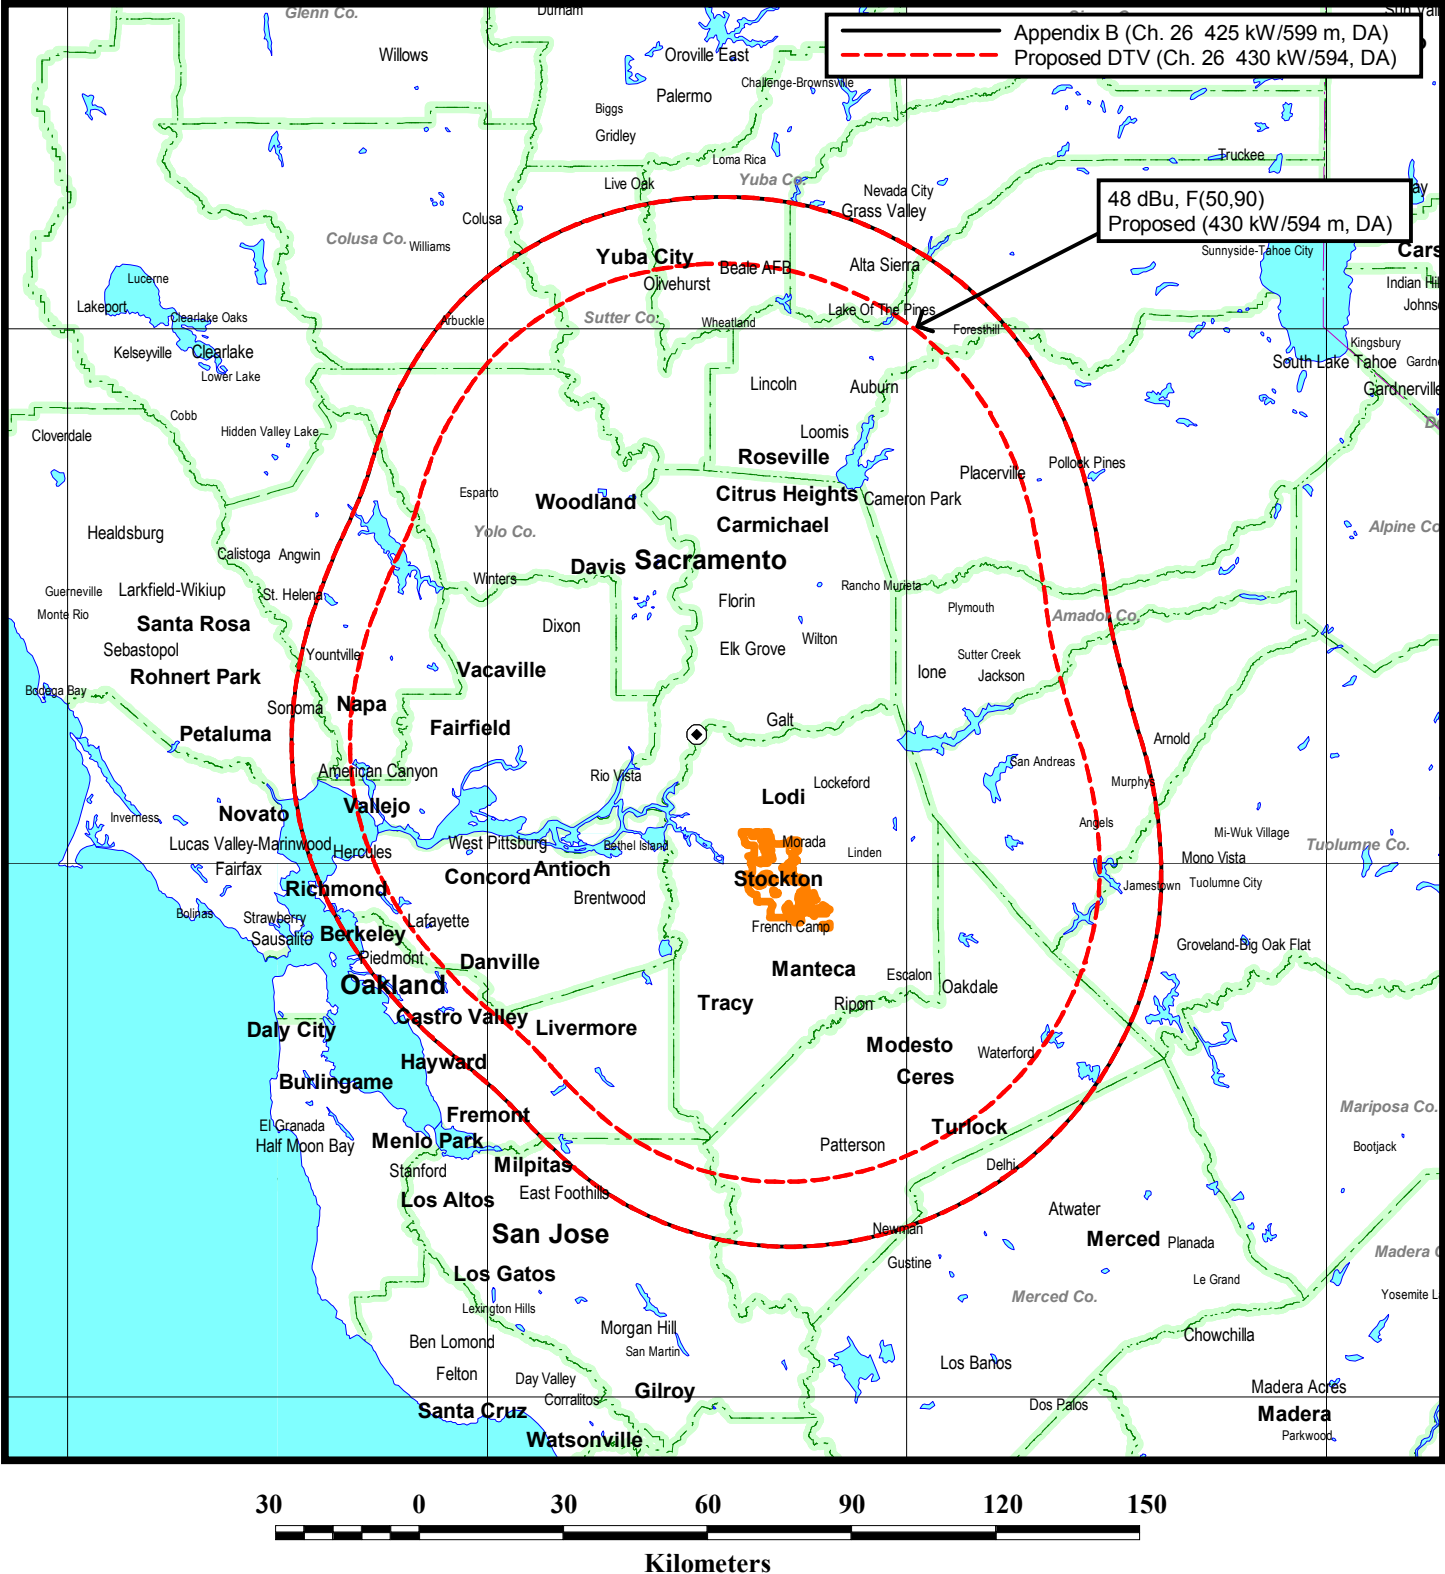 Glenn Co.
Durham
Appendix B (Ch. 26 425 kW/599 m, DA)
Proposed DTV (Ch. 26 430 kW/594, DA)
Willows
Oroville East
Challenge-Brownsville
Palermo
Biggs
Gridley
Loma Rica
Truckee
Live Oak
Yuba Co.
Nevada City
Grass Valley
48 dBu, F(50,90)
Proposed (430 kW/594 m, DA)
Colusa
Colusa Co.
Williams
Yuba City
Beale AFB
Alta Sierra
Sunnyside-Tahoe City
Cars
Lucerne
Olivehurst
Indian Hil
Lakeport
Clearlake Oaks
Arbuckle
Sutter Co.
Wheatland
Lake Of The Pines
Foresthill
Johns
Kelseyville
Clearlake
Kingsbury
South Lake Tahoe
Gardne
Lower Lake
Lincoln
Auburn
Gardnerville
Cobb
Cloverdale
Hidden Valley Lake
Loomis
Roseville
Placerville
Pollock Pines
Esparto
Woodland
Citrus Heights
Cameron Park
Healdsburg
Yolo Co.
Carmichael
Alpine Co
Calistoga
Angwin
Davis
Sacramento
Guerneville
Larkfield-Wikiup
St. Helena
Winters
Rancho Murieta
Monte Rio
Santa Rosa
Dixon
Florin
Plymouth
Amador Co.
Sebastopol
Yountville
Elk Grove
Wilton
Sutter Creek
Rohnert Park
Vacaville
Ione
Jackson
Bodega Bay
Sonoma
Napa
Petaluma
Fairfield
Galt
Arnold
American Canyon
Rio Vista
Lockeford
San Andreas
Murphys
Novato
Vallejo
Lodi
Inverness
Angels
Mi-Wuk Village
Lucas Valley-Marinwood
Hercules
West Pittsburg
Bethel Island
Morada
Linden
Mono Vista
Tuolumne Co.
Fairfax
Concord
Antioch
Stockton
Jamestown
Tuolumne City
Richmond
Brentwood
Bolinas
Strawberry
Lafayette
French Camp
Sausalito
Berkeley
Groveland-Big Oak Flat
Piedmont
Danville
Manteca
Escalon
Oakland
Tracy
Ripon
Oakdale
Daly City
Castro Valley
Livermore
Modesto
Waterford
Hayward
Burlingame
Ceres
El Granada
Fremont
Turlock
Mariposa Co.
Half Moon Bay
Menlo Park
Patterson
Bootjack
Stanford
Milpitas
Delhi
Los Altos
East Foothills
Atwater
San Jose
Newman
Merced
Planada
Gustine
Madera C
Los Gatos
Le Grand
Lexington Hills
Merced Co.
Yosemite L
Ben Lomond
Morgan Hill
San Martin
Chowchilla
Felton
Day Valley
Los Banos
Corralitos
Gilroy
Madera Acres
Santa Cruz
Dos Palos
Madera
Watsonville
Parkwood
30 0 30 60 90 120 150
Kilometers